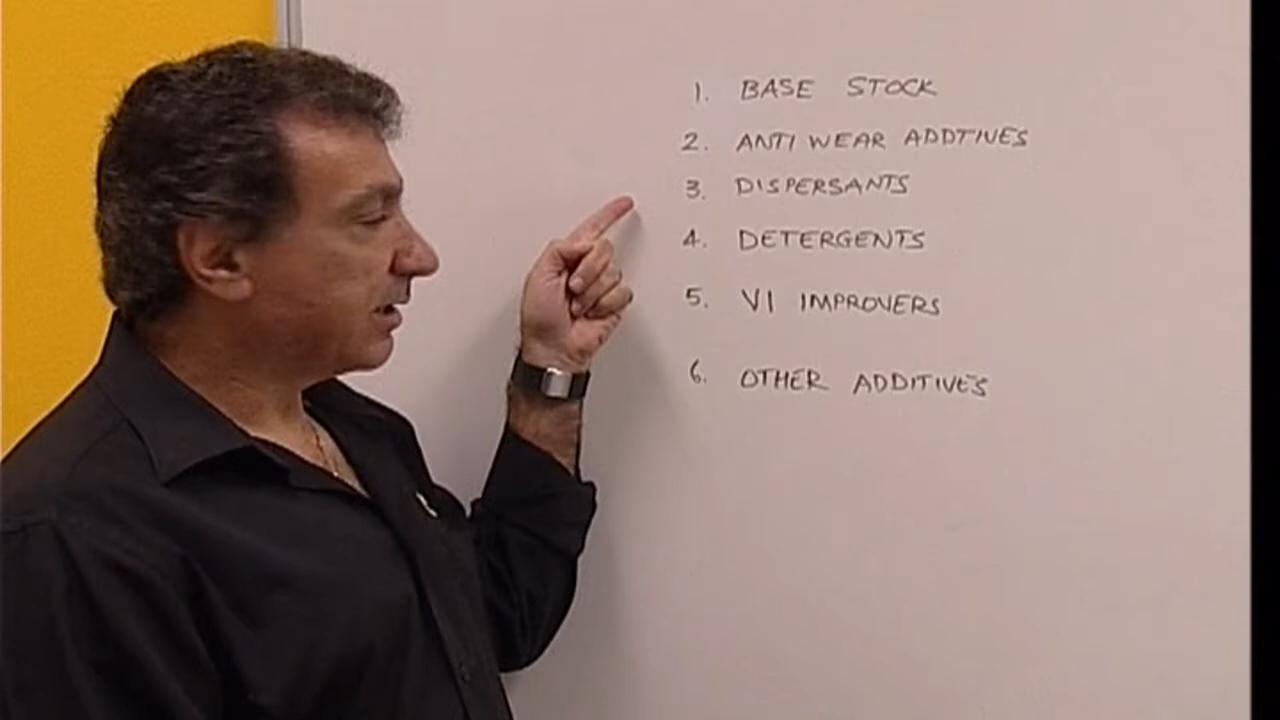 1. BASE STOCK
2. ANTI WEAR ADDTIVES
3. DISPERSANTS
4. DETERGENTS
5. VI IMPROVERS
6. OTHER ADDITIVES